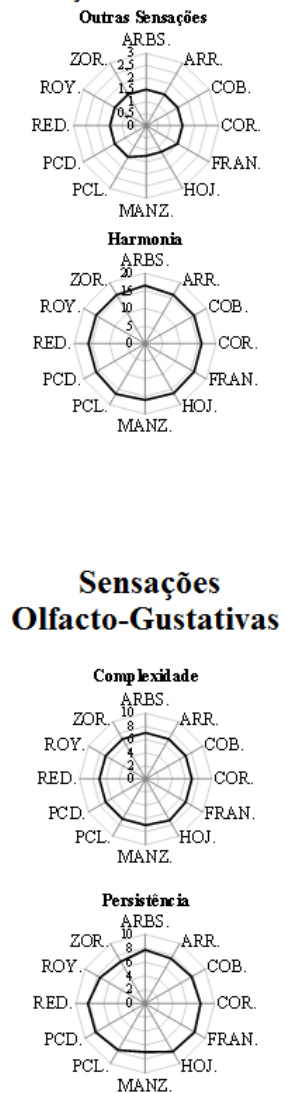 Outras Sensações
ARBS.
3
ZOR. 2,5 ARR.
2
ROY. 1,5 COB.
1
0,5
RED. 0 COR.
PCD. FRAN.
PCL. HOJ.
MANZ.
Harmonia
ARBS.
20
ZOR. 15 ARR.
ROY. 10 COB.
5
RED. 0 COR.
PCD. FRAN.
PCL. HOJ.
MANZ.
Sensações
Olfacto-Gustativas
Complexidade
ARBS.
10
ZOR. 8 ARR.
6
ROY. 4 COB.
2
RED. 0 COR.
PCD. FRAN.
PCL. HOJ.
MANZ.
Persistência
ARBS.
10
ZOR. 8 ARR.
6
ROY. 4 COB.
2
RED. 0 COR.
PCD. FRAN.
PCL. HOJ.
MANZ.